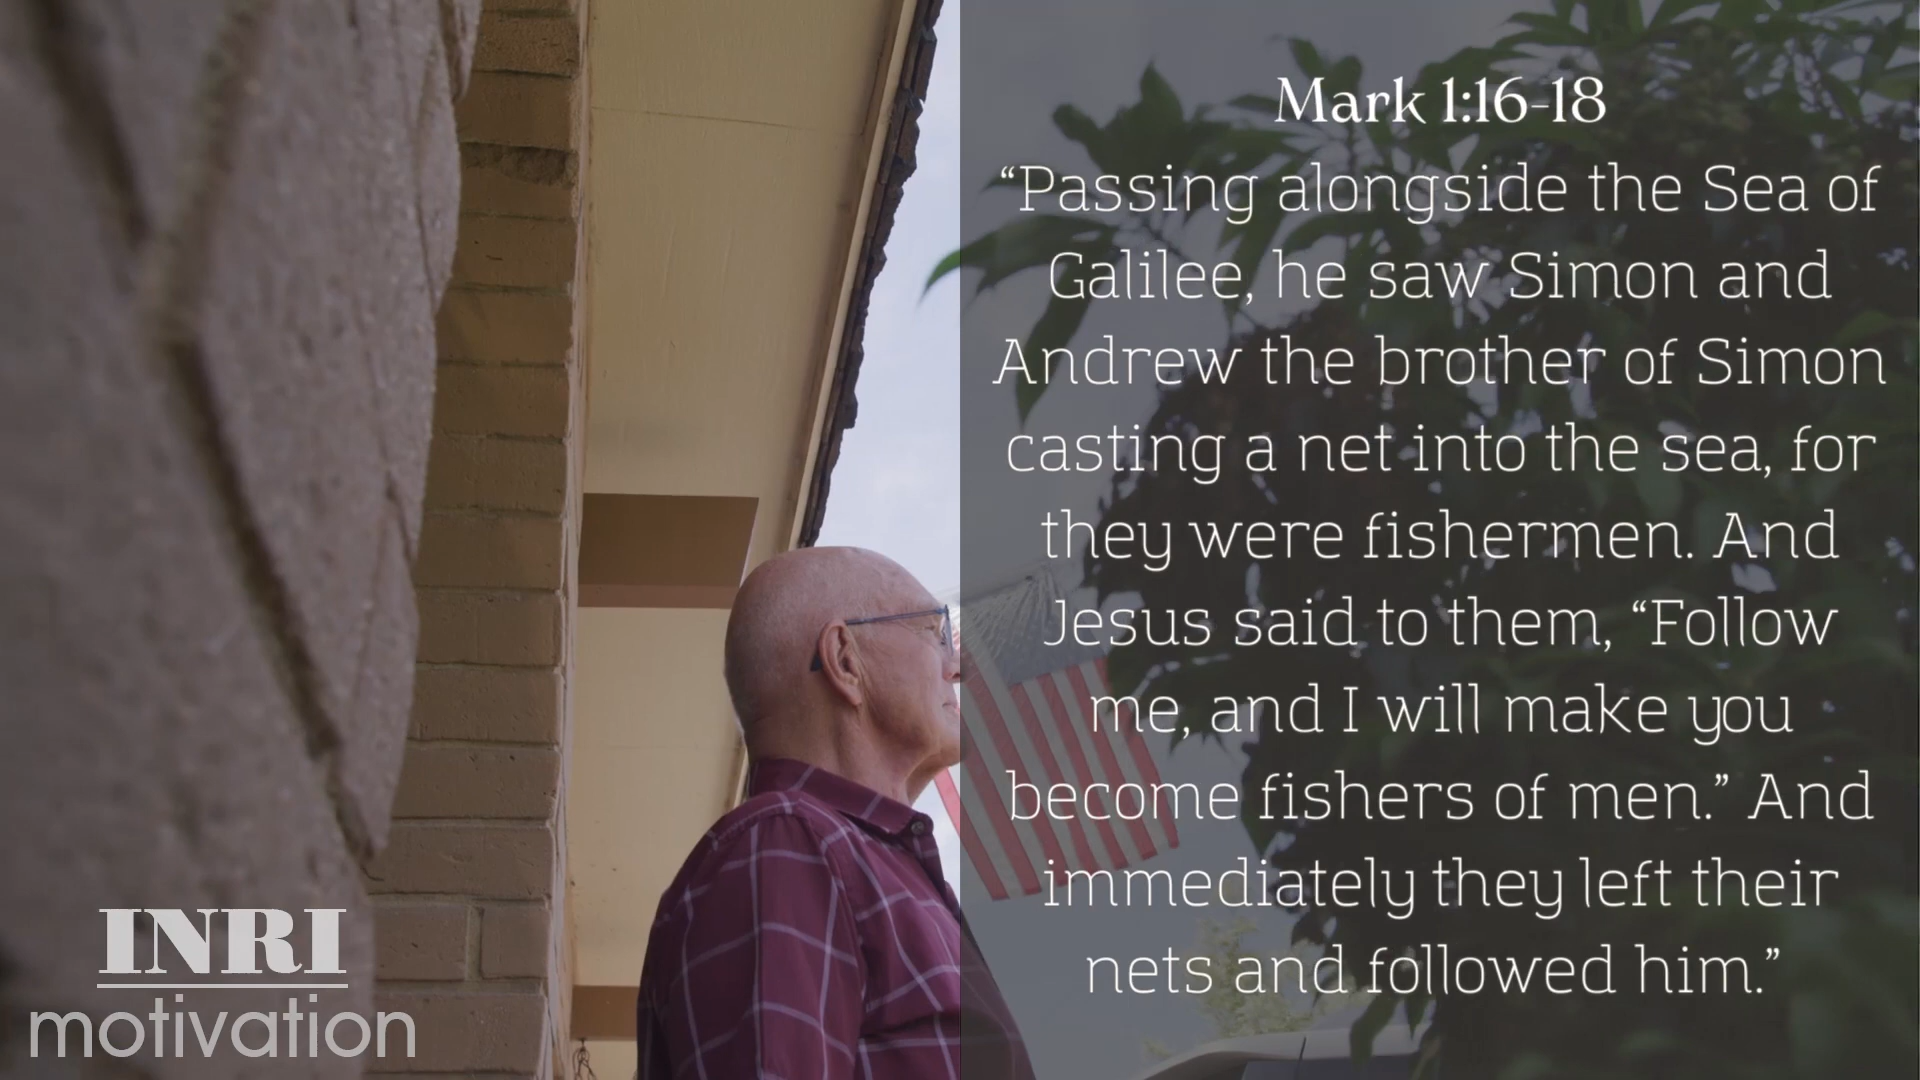 Mark 1:16-18
“Passing alongside the Sea of
Galilee, he saw Simon and
Andrew the brother of Simon
casting a net into the sea, for
they were fishermen. And
Jesus said to them, “Follow
me, and I will make you
become fishers of men.” And
immediately they left their
nets and followed him.”
INRI
motivation